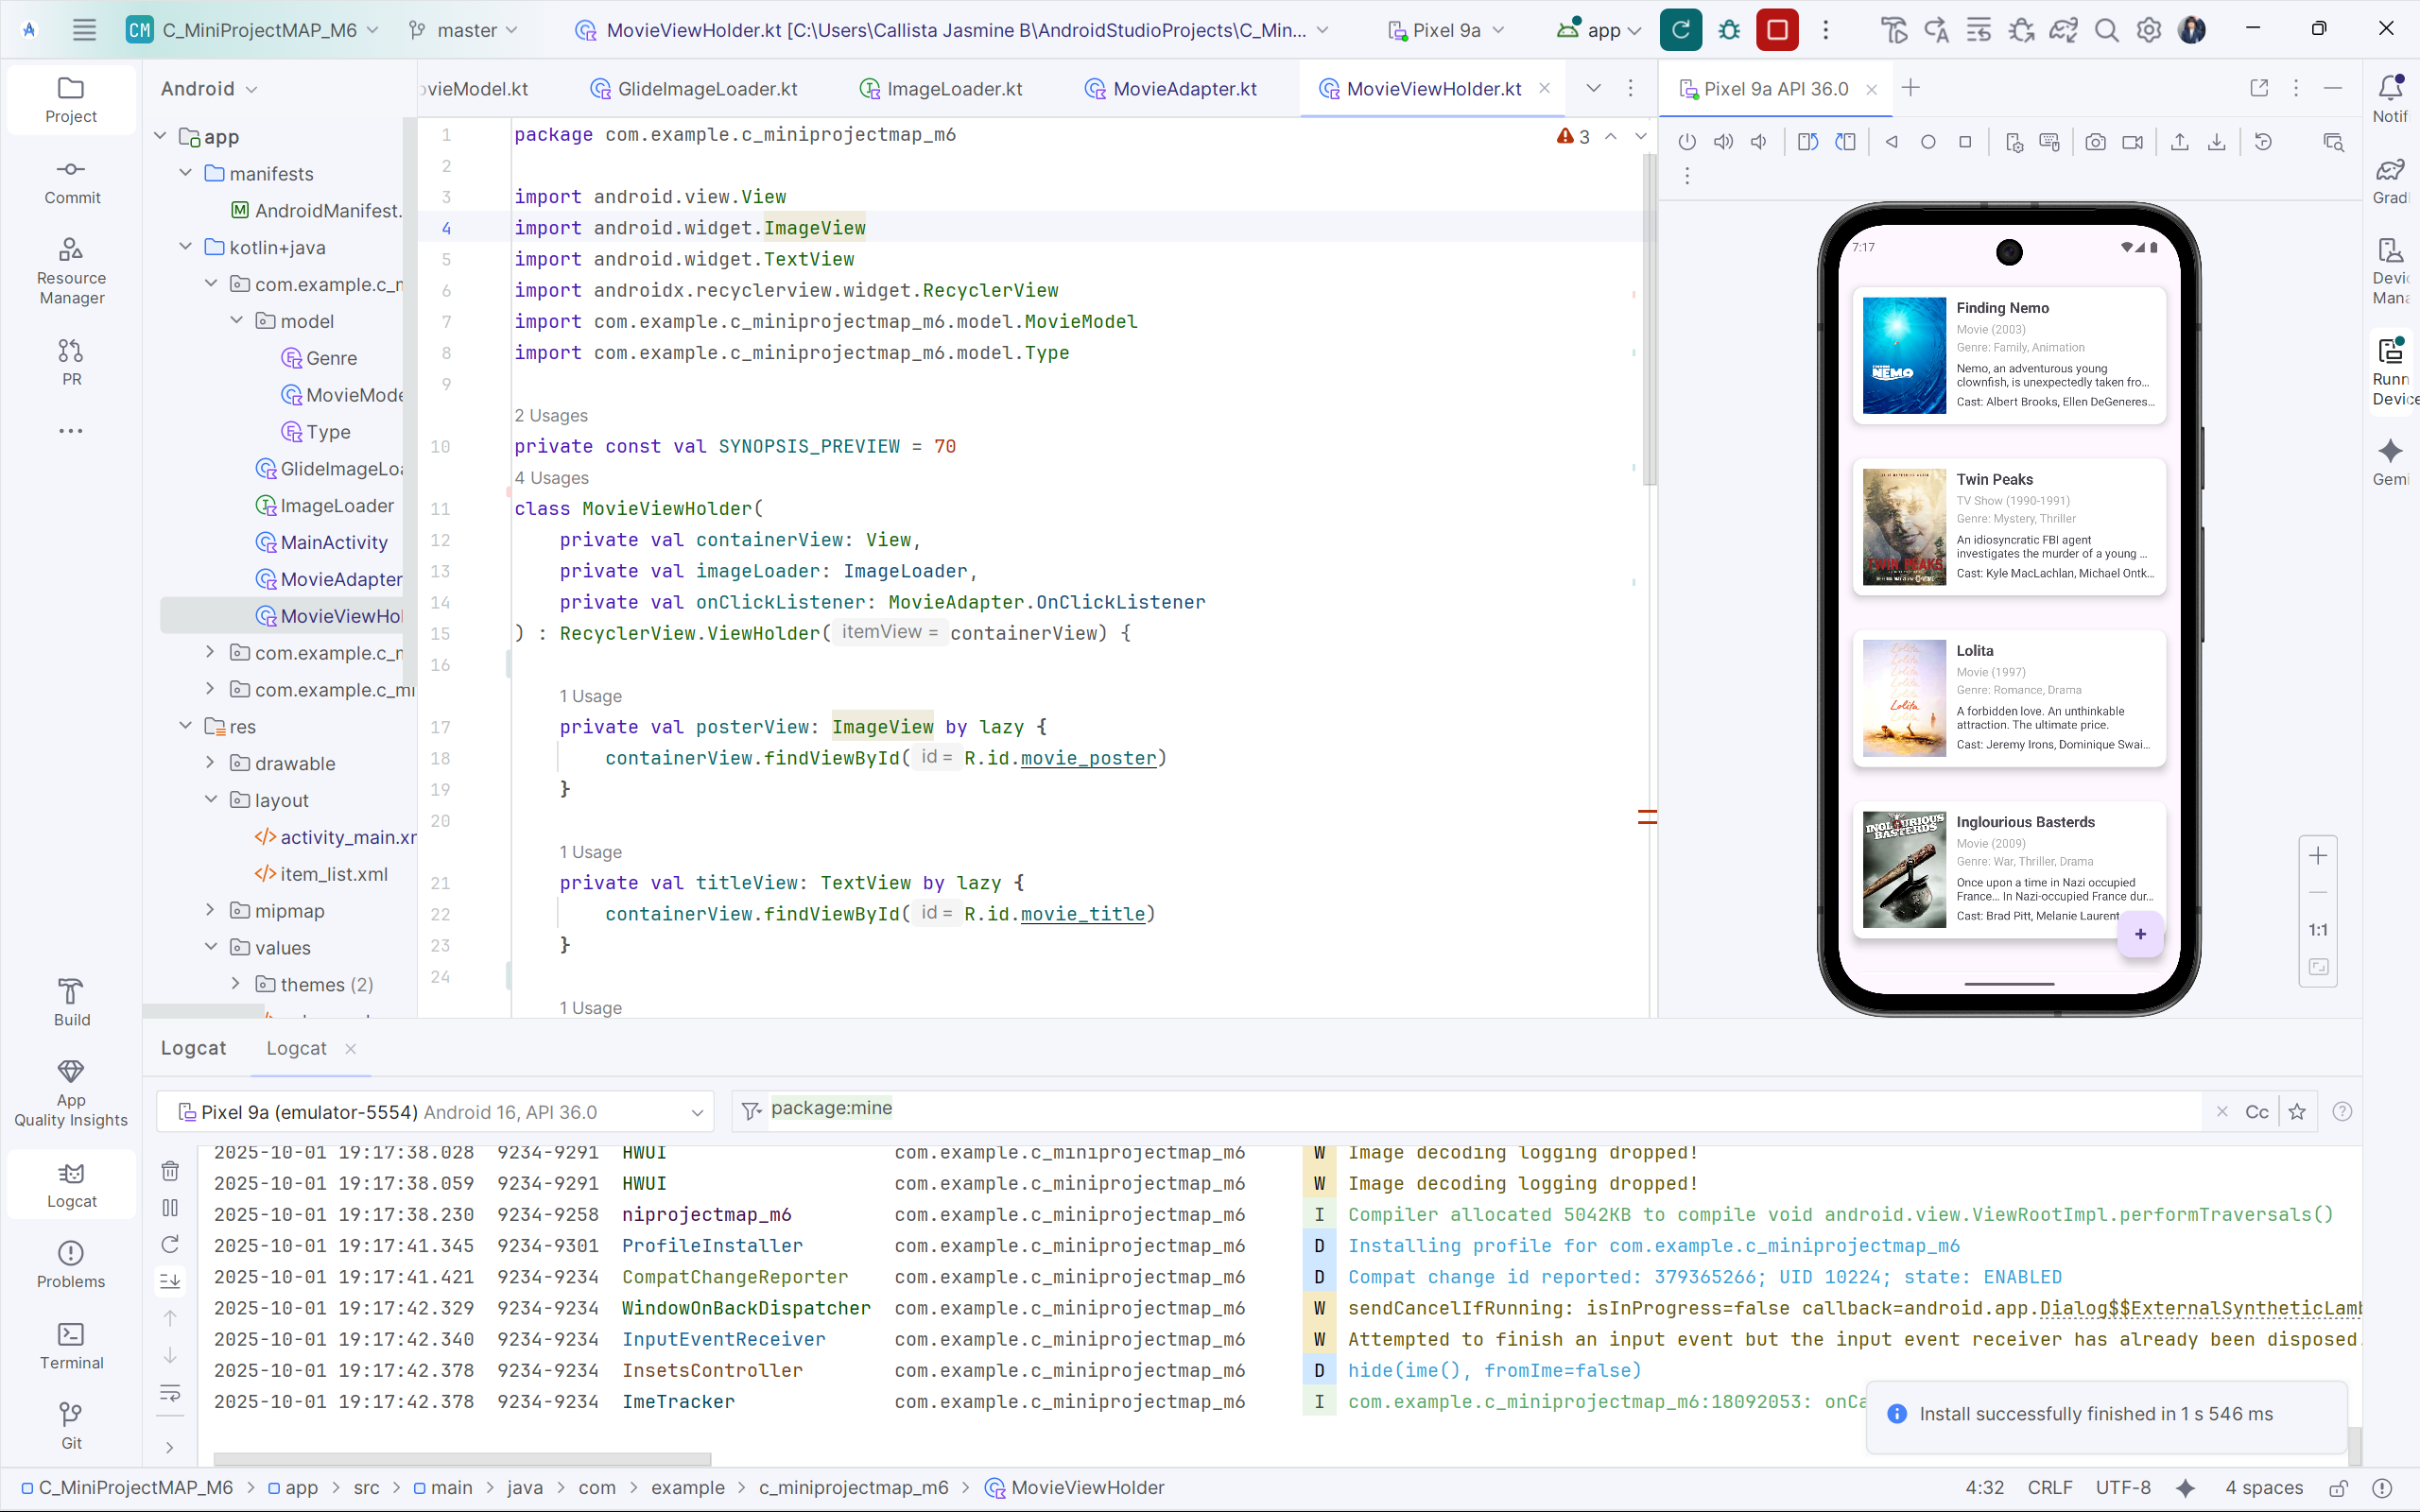 CM C_MiniProjectMAP_M6 master MovieViewHolder.kt [C:\Users\Callista Jasmine B\AndroidStudioProjects\C_Min... Pixel 9a app
Project
Commit
Resource
Manager
PR
Build
App
Quality Insights
Logcat
Problems
Terminal
Git
Android
app
manifests
AndroidManifest.
kotlin+java
com.example.c_m
model
Genre
MovieMode
Type
GlideImageLoa
ImageLoader
MainActivity
MovieAdapter
MovieViewHol
com.example.c_m
com.example.c_mi
res
drawable
layout
activity_main.xm
item_list.xml
mipmap
values
themes (2)
ovieModel.kt GlideImageLoader.kt ImageLoader.kt MovieAdapter.kt MovieViewHolder.kt
3
1 package com.example.c_miniprojectmap_m6
2
3 import android.view.View
4 import android.widget.ImageView
5 import android.widget.TextView
6 import androidx.recyclerview.widget.RecyclerView
7 import com.example.c_miniprojectmap_m6.model.MovieModel
8 import com.example.c_miniprojectmap_m6.model.Type
9
2 Usages
10 private const val SYNOPSIS_PREVIEW = 70
4 Usages
11 class MovieViewHolder(
12 private val containerView: View,
13 private val imageLoader: ImageLoader,
14 private val onClickListener: MovieAdapter.OnClickListener
15 ) : RecyclerView.ViewHolder( itemView = containerView) {
16
1 Usage
17 private val posterView: ImageView by lazy {
18 containerView.findViewById( id = R.id.movie_poster)
19 }
20
1 Usage
21 private val titleView: TextView by lazy {
22 containerView.findViewById( id = R.id.movie_title)
23 }
24
1 Usage
Pixel 9a API 36.0
7:17
Finding Nemo
Movie (2003)
Genre: Family, Animation
Nemo, an adventurous young
clownfish, is unexpectedly taken fro...
Cast: Albert Brooks, Ellen DeGeneres...
NEMO
Twin Peaks
TV Show (1990-1991)
Genre: Mystery, Thriller
An idiosyncratic FBI agent
investigates the murder of a young ...
Cast: Kyle MacLachlan, Michael Ontk...
TWIN PEAKS
Lolita
Movie (1997)
Genre: Romance, Drama
A forbidden love. An unthinkable
attraction. The ultimate price.
Cast: Jeremy Irons, Dominique Swai...
Lolita
Inglourious Basterds
Movie (2009)
Genre: War, Thriller, Drama
Once upon a time in Nazi occupied
France... In Nazi-occupied France dur...
Cast: Brad Pitt, Melanie Laurent
INGLOURIOUS
BASTERDS
+
1:1
Notifi
Gradl
Devic
Mana
Runn
Device
Gemi
Logcat Logcat
Pixel 9a (emulator-5554) Android 16, API 36.0 package:mine Cc
2025-10-01 19:17:38.028 9234-9291 HWUI com.example.c_miniprojectmap_m6 W Image decoding logging dropped!
2025-10-01 19:17:38.059 9234-9291 HWUI com.example.c_miniprojectmap_m6 W Image decoding logging dropped!
2025-10-01 19:17:38.230 9234-9258 niprojectmap_m6 com.example.c_miniprojectmap_m6 I Compiler allocated 5042KB to compile void android.view.ViewRootImpl.performTraversals()
2025-10-01 19:17:41.345 9234-9301 ProfileInstaller com.example.c_miniprojectmap_m6 D Installing profile for com.example.c_miniprojectmap_m6
2025-10-01 19:17:41.421 9234-9234 CompatChangeReporter com.example.c_miniprojectmap_m6 D Compat change id reported: 379365266; UID 10224; state: ENABLED
2025-10-01 19:17:42.329 9234-9234 WindowOnBackDispatcher com.example.c_miniprojectmap_m6 W sendCancelIfRunning: isInProgress=false callback=android.app.Dialog$$ExternalSyntheticLamb
2025-10-01 19:17:42.340 9234-9234 InputEventReceiver com.example.c_miniprojectmap_m6 W Attempted to finish an input event but the input event receiver has already been disposed.
2025-10-01 19:17:42.378 9234-9234 InsetsController com.example.c_miniprojectmap_m6 D hide(ime(), fromIme=false)
2025-10-01 19:17:42.378 9234-9234 ImeTracker com.example.c_miniprojectmap_m6 I com.example.c_miniprojectmap_m6:18092053: onCa
Install successfully finished in 1 s 546 ms
C_MiniProjectMAP_M6 > app > src > main > java > com > example > c_miniprojectmap_m6 > MovieViewHolder 4:32 CRLF UTF-8 4 spaces